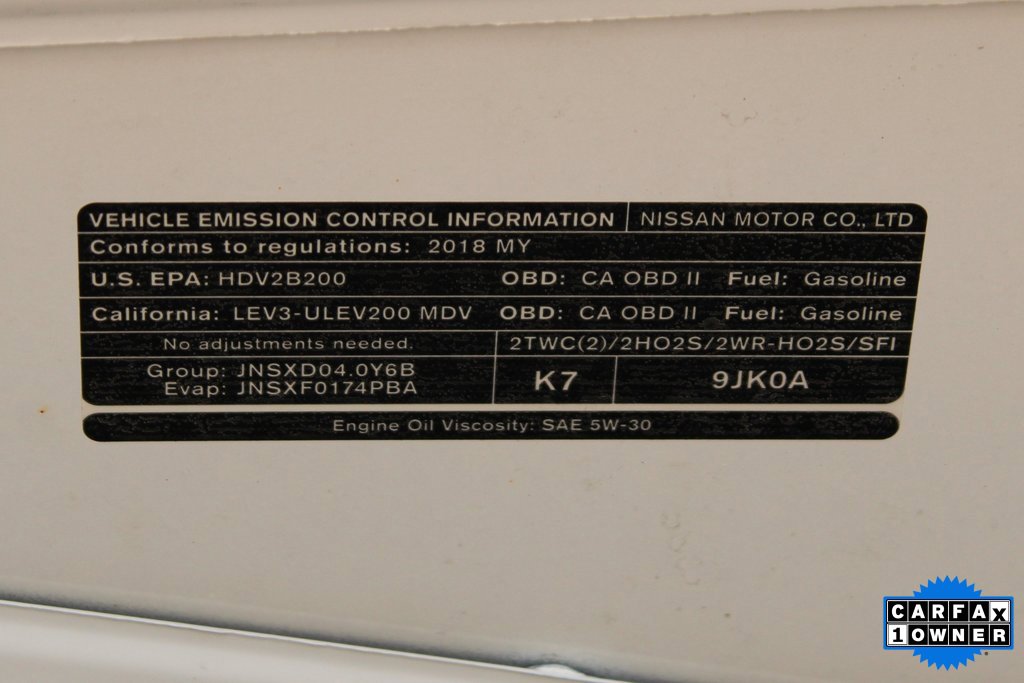 VEHICLE EMISSION CONTROL INFORMATION NISSAN MOTOR CO., LTD
Conforms to regulations: 2018 MY
U.S. EPA: HDV2B200 OBD: CA OBD II Fuel: Gasoline
California: LEV3-ULEV200 MDV OBD: CA OBD II Fuel: Gasoline
No adjustments needed. 2TWC(2)/2HO2S/2WR-HO2S/SFI
Group: JNSXD04.0Y6B
Evap: JNSXF0174PBA
K7 9JK0A
Engine Oil Viscosity: SAE 5W-30
CARFAX
1 OWNER